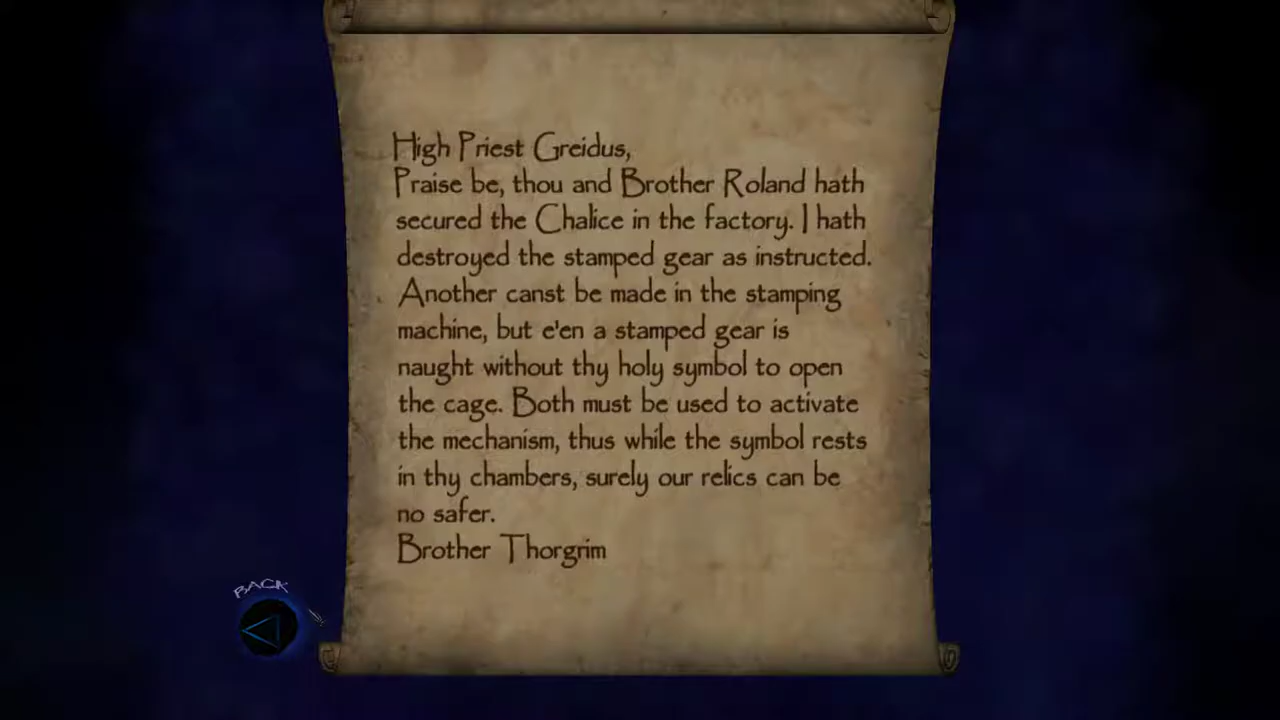 High Priest Greidus,
Praise be, thou and Brother Roland hath
secured the Chalice in the factory. I hath
destroyed the stamped gear as instructed.
Another canst be made in the stamping
machine, but e'en a stamped gear is
naught without thy holy symbol to open
the cage. Both must be used to activate
the mechanism, thus while the symbol rests
in thy chambers, surely our relics can be
no safer.
Brother Thorgrim
BACK